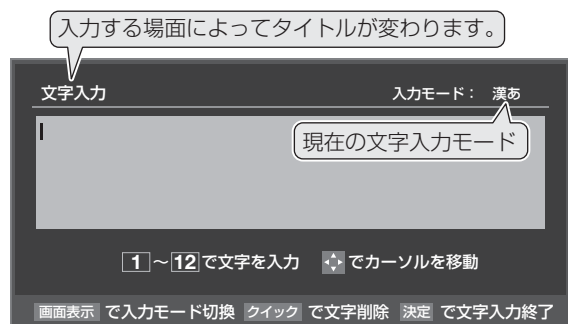 入力する場面によってタイトルが変わります。
文字入力 入力モード： 漢あ
現在の文字入力モード
1～12で文字を入力 でカーソルを移動
画面表示 で入力モード切換 クイック で文字削除 決定 で文字入力終了